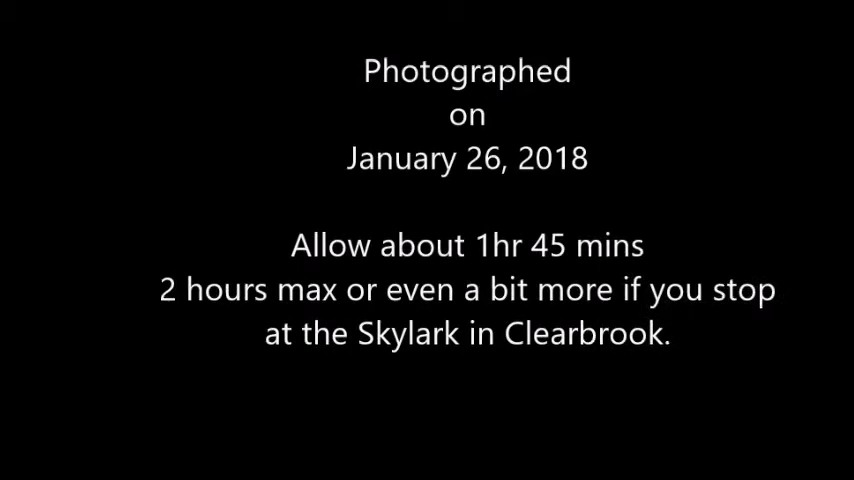 Photographed
on
January 26, 2018
Allow about 1hr 45 mins
2 hours max or even a bit more if you stop
at the Skylark in Clearbrook.